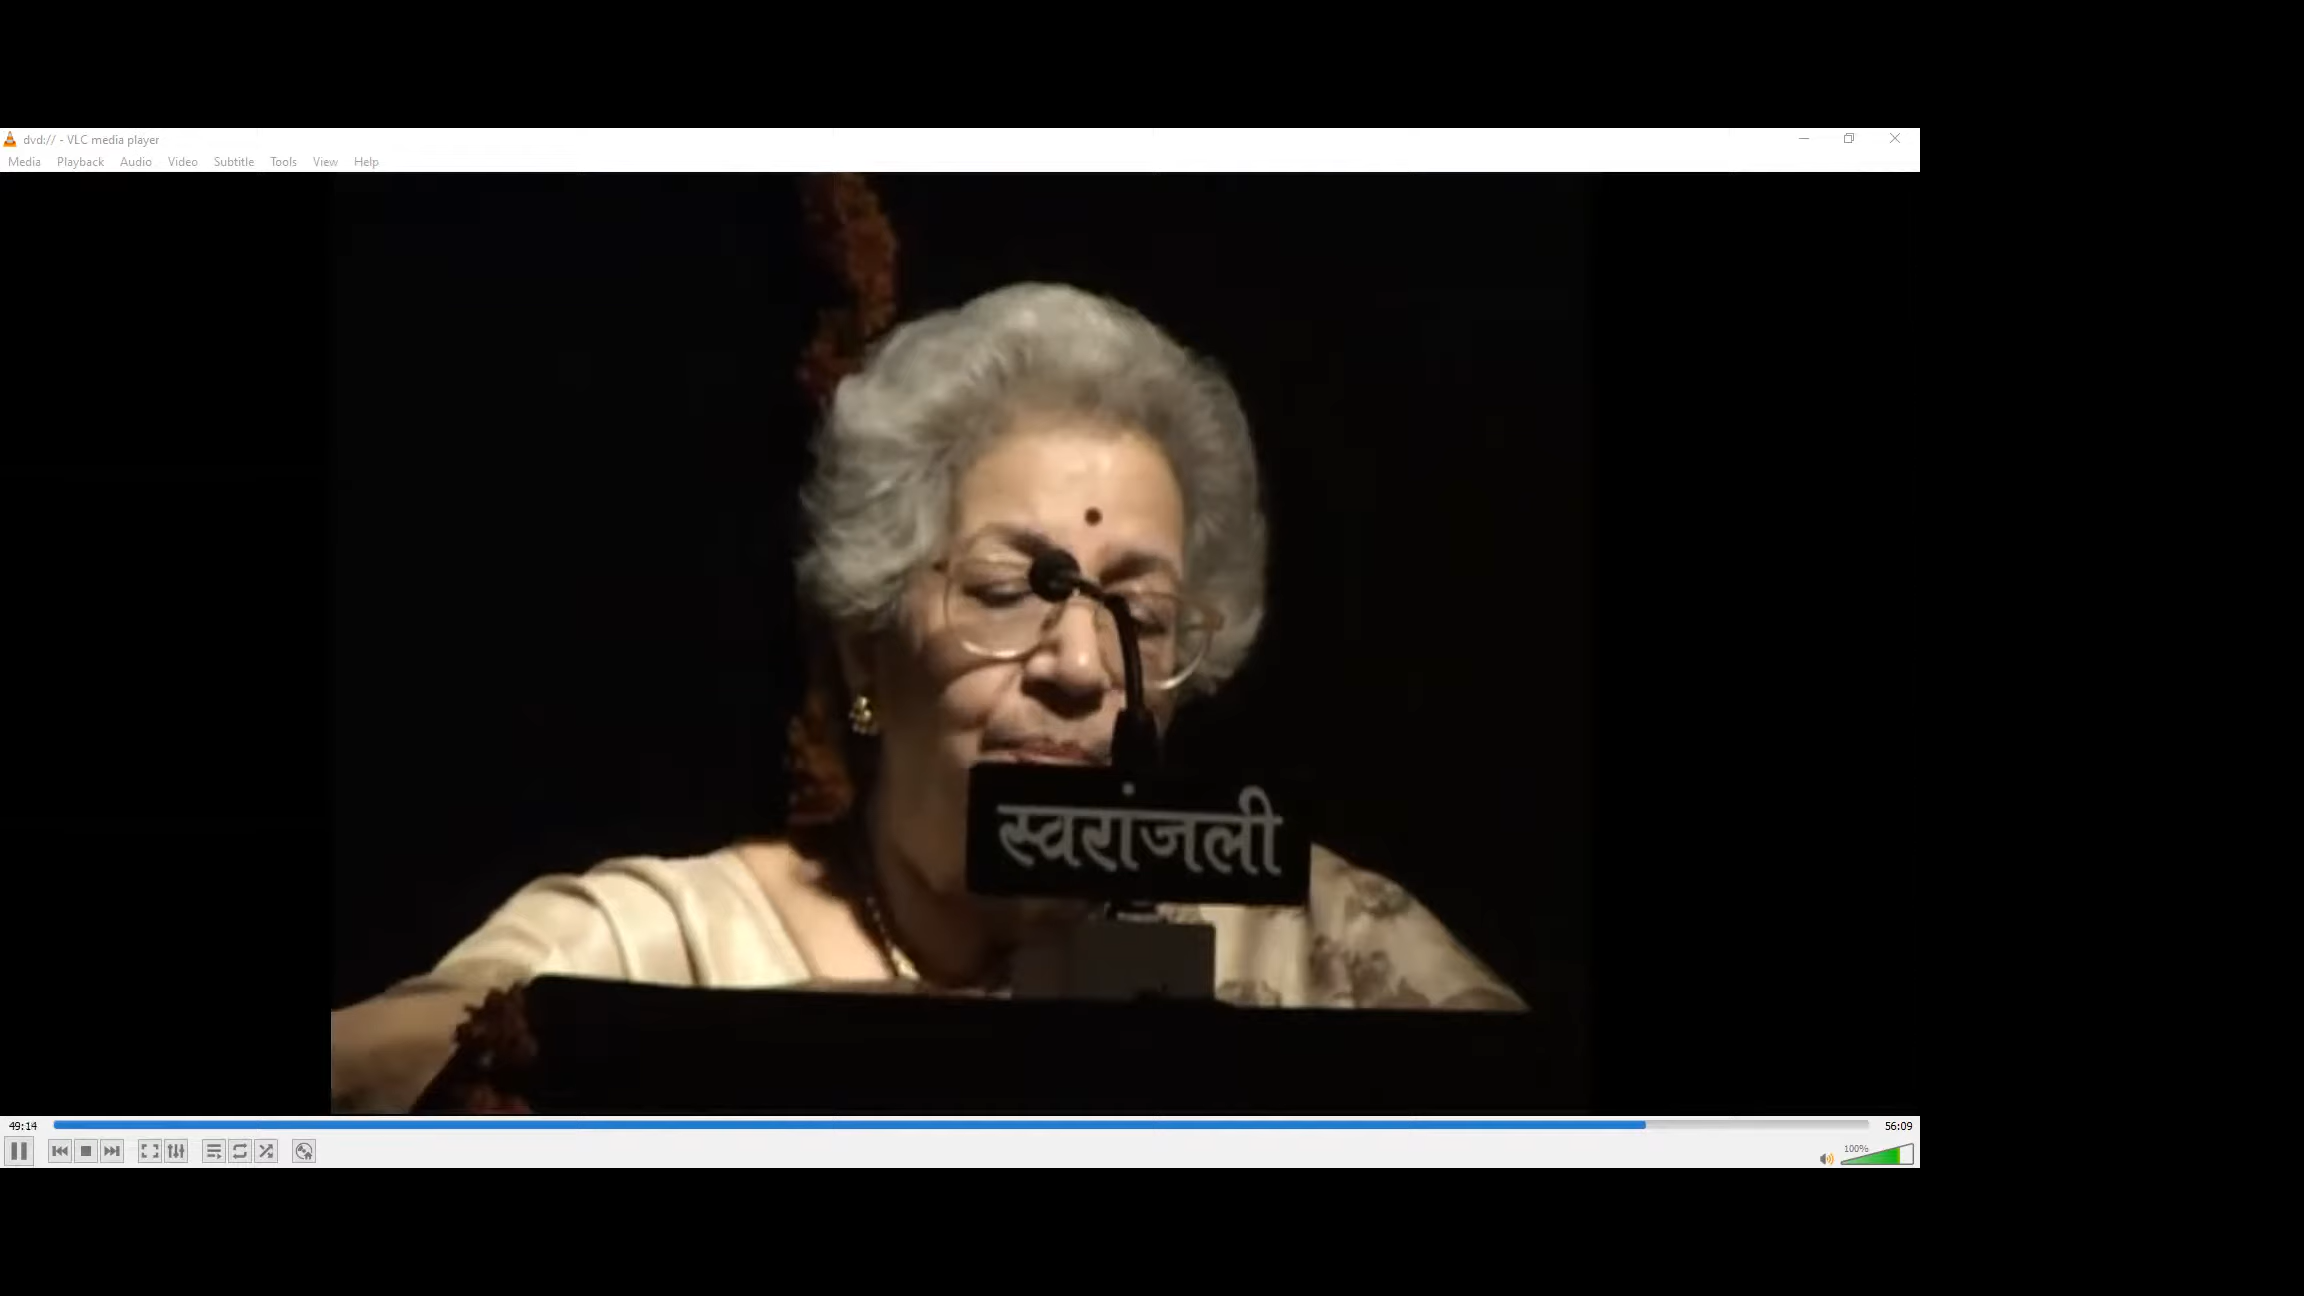 dvd:// - VLC media player
Media Playback Audio Video Subtitle Tools View Help
स्वरांजली
49:14
56:09
100%